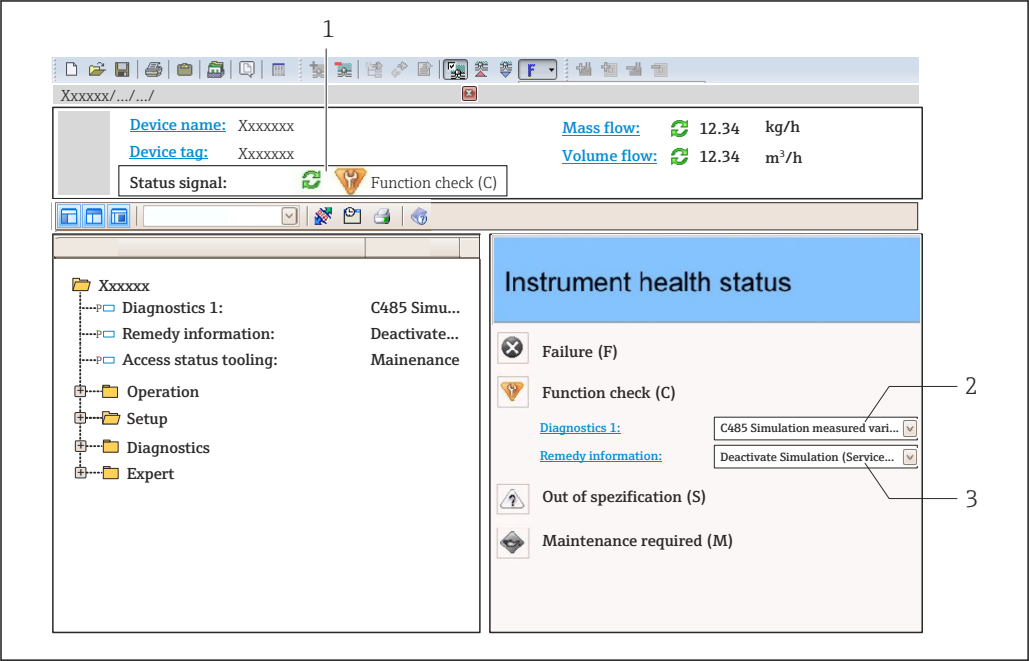 1
F
Xxxxxx/.../.../
Device name: Xxxxxxx
Mass flow: 12.34 kg/h
Device tag: Xxxxxxx
Volume flow: 12.34 m³/h
Status signal: Function check (C)
Xxxxxx
P Diagnostics 1: C485 Simu...
P Remedy information: Deactivate...
P Access status tooling: Mainenance
Operation
Setup
Diagnostics
Expert
Instrument health status
Failure (F)
Function check (C)
2
Diagnostics 1: C485 Simulation measured vari...
Remedy information: Deactivate Simulation (Service...
3
Out of spezification (S)
Maintenance required (M)